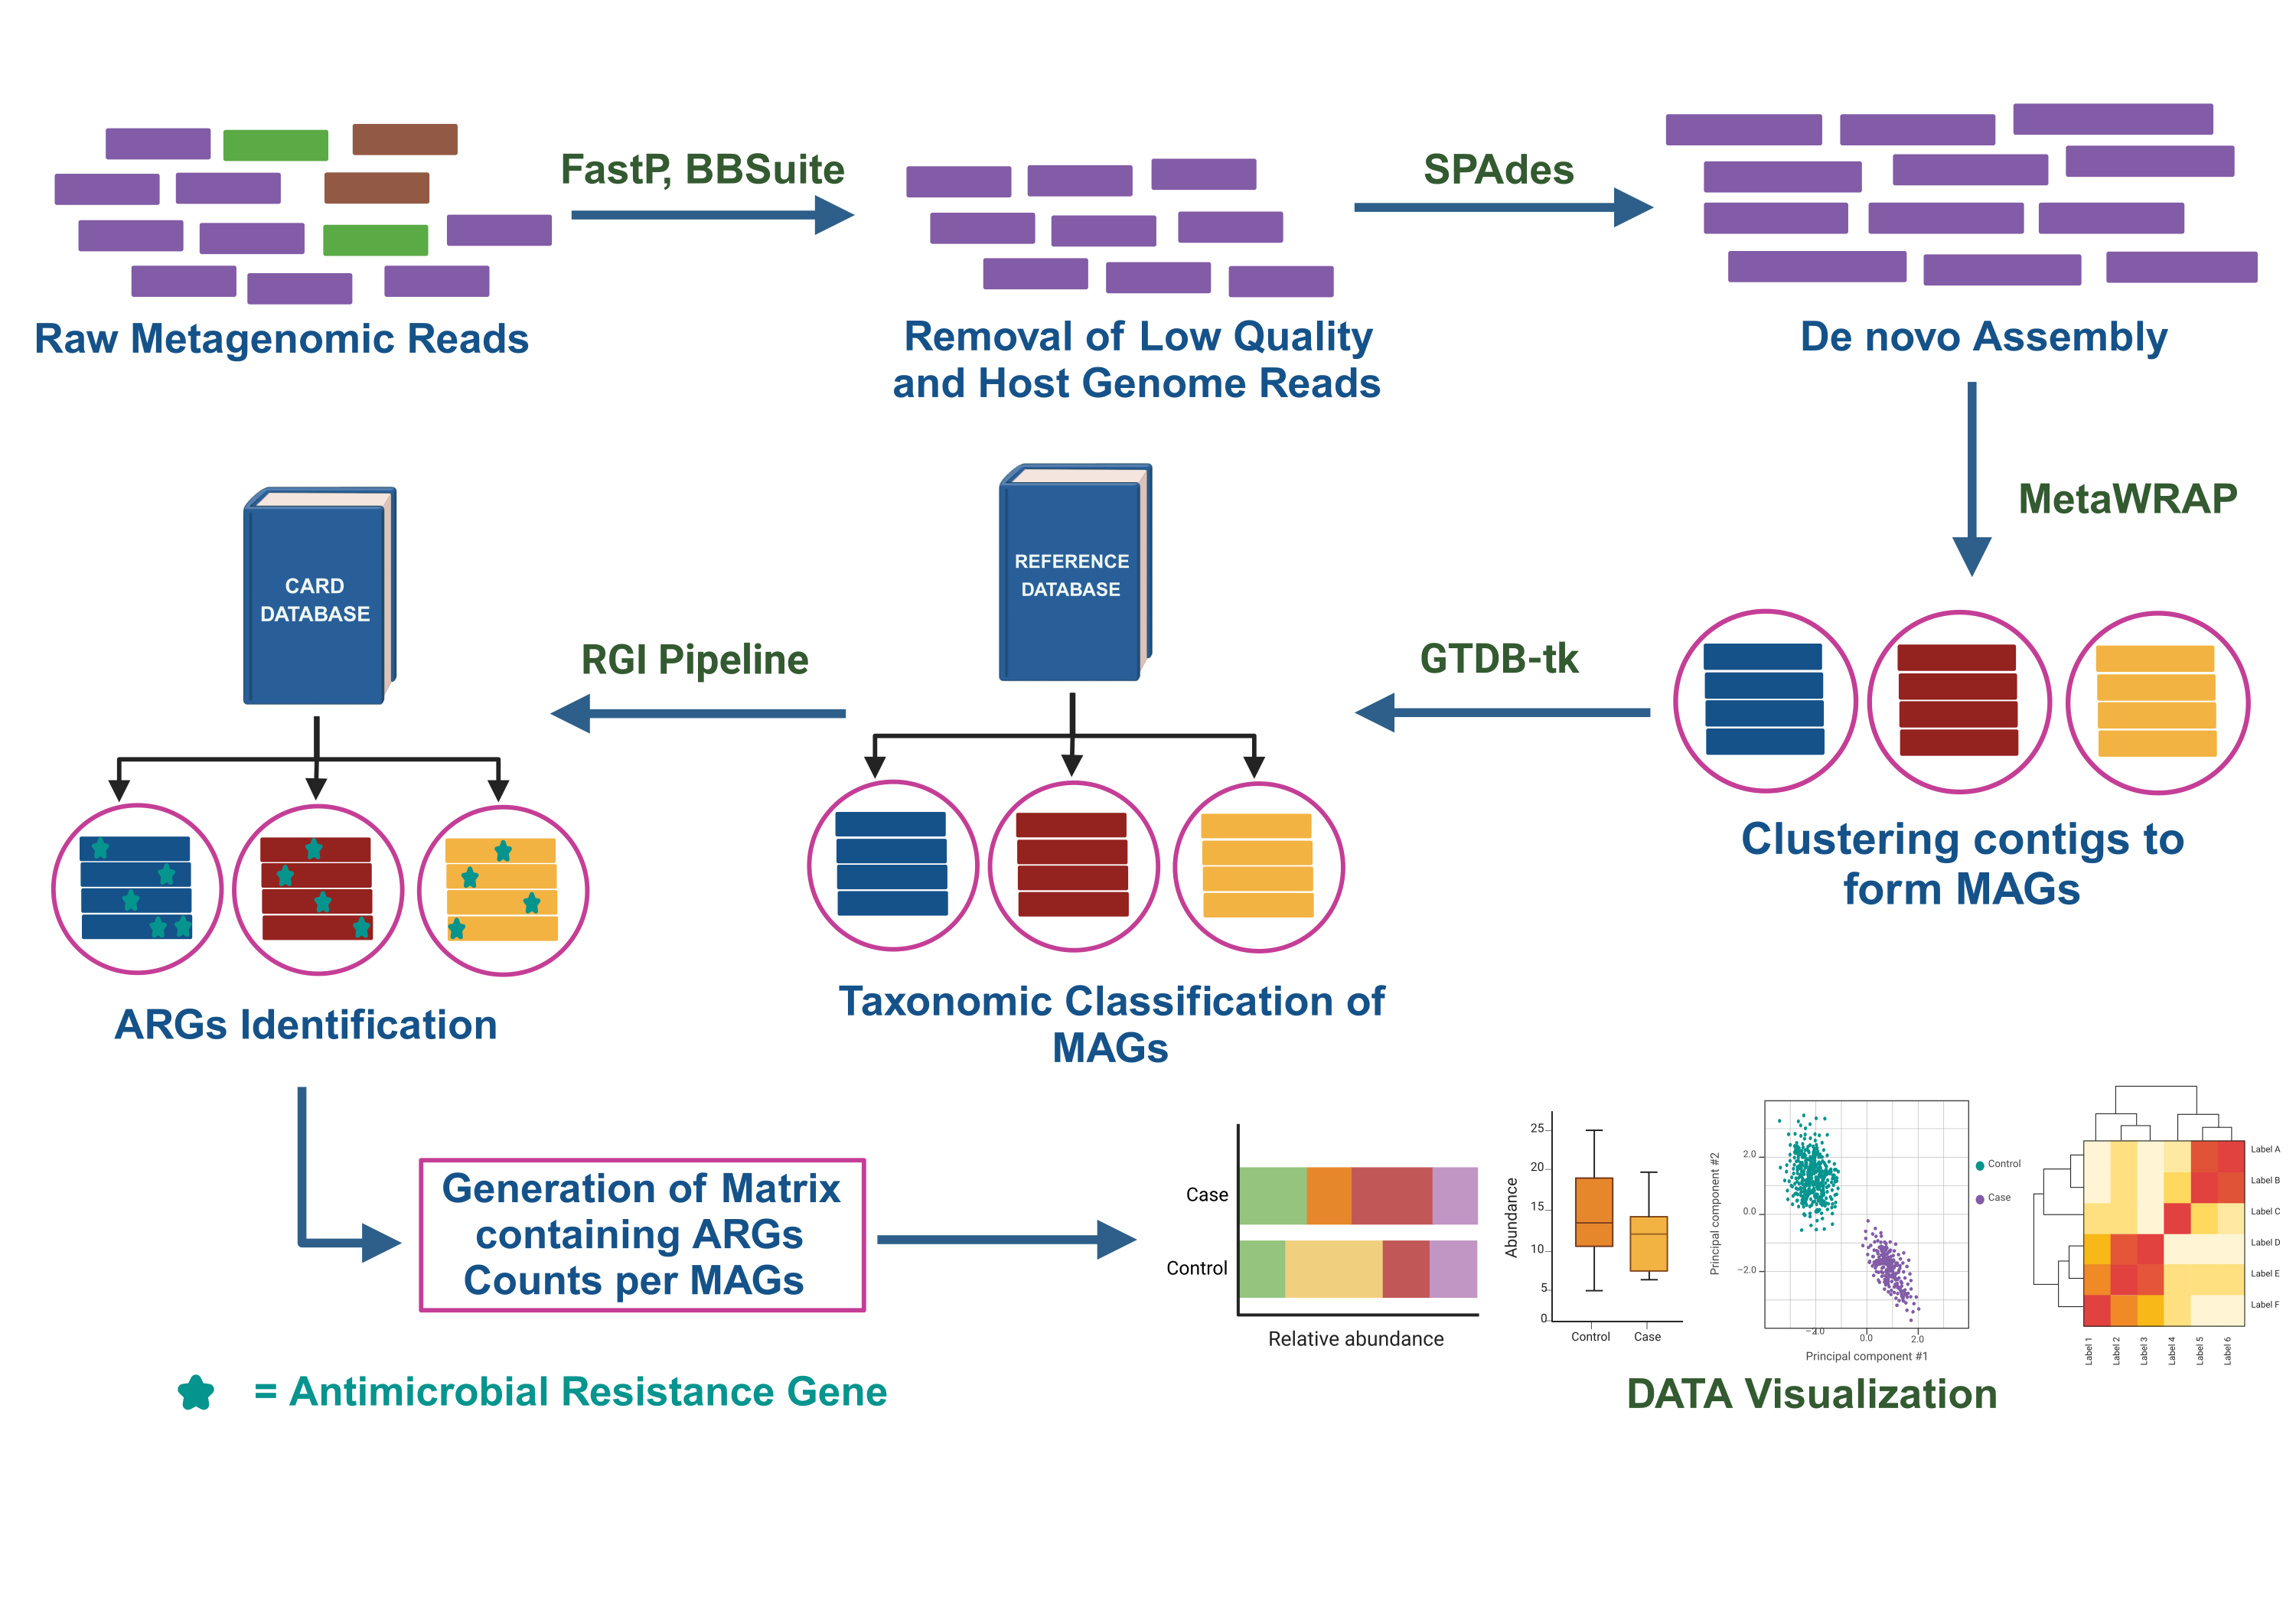 FastP, BBSuite
SPAdes
Raw Metagenomic Reads
Removal of Low Quality
and Host Genome Reads
De novo Assembly
MetaWRAP
CARD
DATABASE
REFERENCE
DATABASE
RGI Pipeline
GTDB-tk
Clustering contigs to
form MAGs
ARGs Identification
Taxonomic Classification of
MAGs
Generation of Matrix
containing ARGs
Counts per MAGs
Case
Control
Relative abundance
Abundance
25
20
15
10
5
0
Control
Case
Principal component #2
2.0
0.0
−2.0
0.0
2.0
Principal component #1
Control
Case
Label A
Label B
Label C
Label D
Label E
Label F
Label 1
Label 2
Label 3
Label 4
Label 5
Label 6
= Antimicrobial Resistance Gene
DATA Visualization